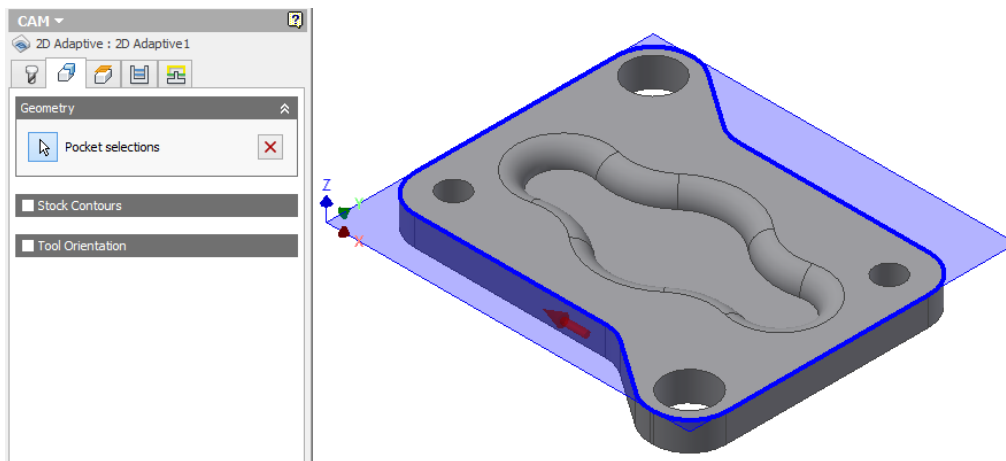 CAM
?
2D Adaptive : 2D Adaptive1
Geometry
Pocket selections
Stock Contours
Tool Orientation
Z
Y
X